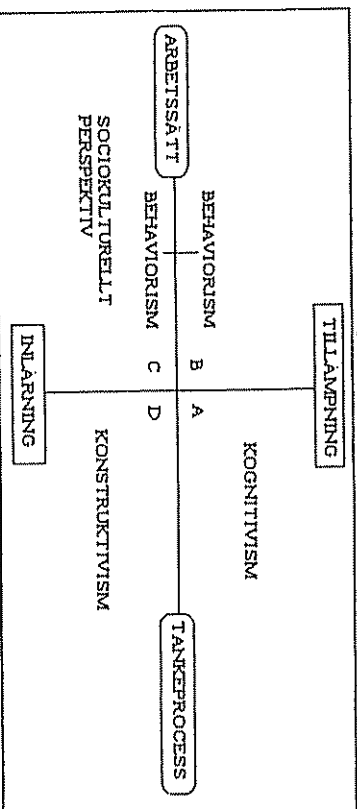 TILLÄMPNING
KOGNITIVISM
BEHAVIORISM
B A
ARBETSSÄTT
TANKEPROCESS
BEHAVIORISM
C D
SOCIOKULTURELLT
PERSPEKTIV
KONSTRUKTIVISM
INLÄRNING